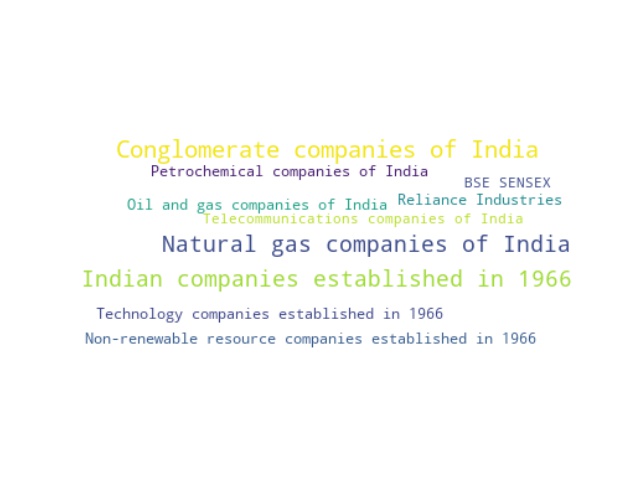 Conglomerate companies of India
Petrochemical companies of India
BSE SENSEX
Reliance Industries
Oil and gas companies of India
Telecommunications companies of India
Natural gas companies of India
Indian companies established in 1966
Technology companies established in 1966
Non-renewable resource companies established in 1966